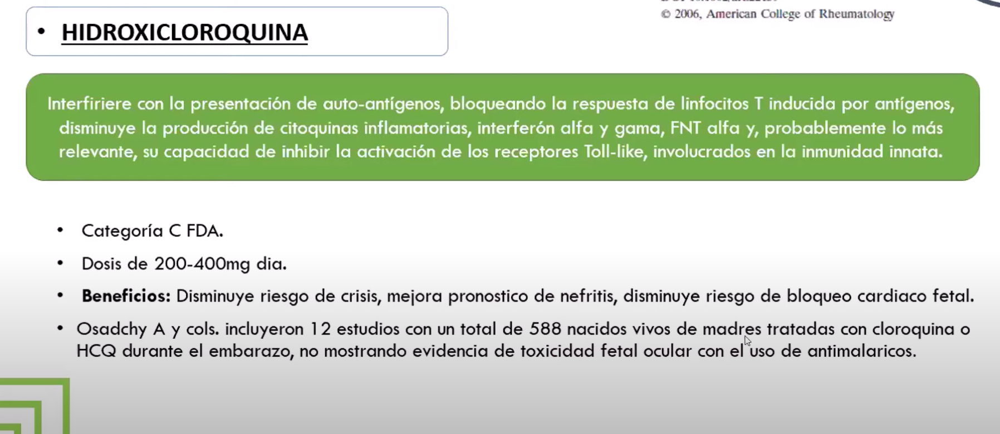 © 2006, American College of Rheumatology
• HIDROXICLOROQUINA
Interfiriere con la presentación de auto-antígenos, bloqueando la respuesta de linfocitos T inducida por antígenos,
disminuye la producción de citoquinas inflamatorias, interferón alfa y gama, FNT alfa y, probablemente lo más
relevante, su capacidad de inhibir la activación de los receptores Toll-like, involucrados en la inmunidad innata.
• Categoría C FDA.
• Dosis de 200-400mg dia.
• Beneficios: Disminuye riesgo de crisis, mejora pronostico de nefritis, disminuye riesgo de bloqueo cardiaco fetal.
• Osadchy A y cols. incluyeron 12 estudios con un total de 588 nacidos vivos de madres tratadas con cloroquina o
HCQ durante el embarazo, no mostrando evidencia de toxicidad fetal ocular con el uso de antimalaricos.